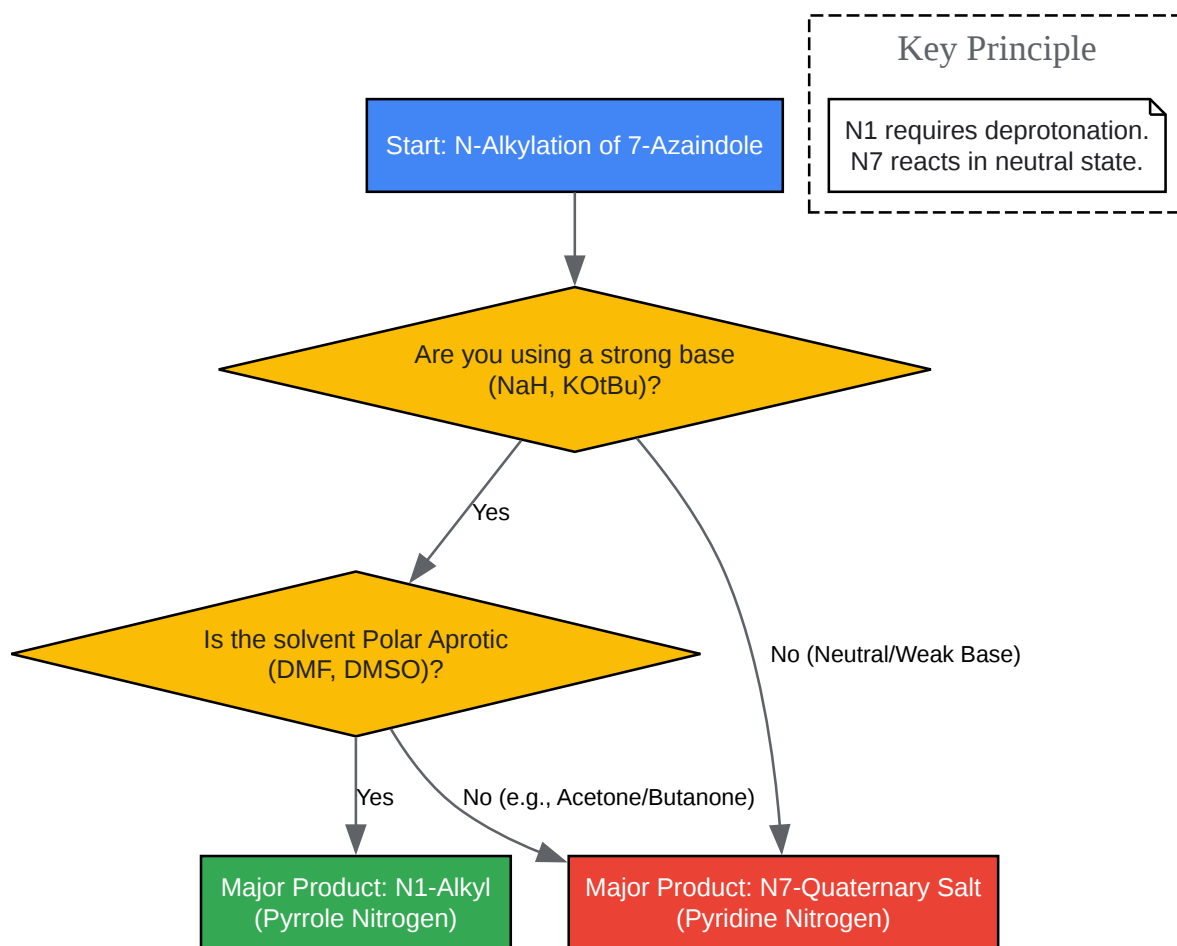 Key Principle
N1 requires deprotonation.
N7 reacts in neutral state.
Start: N-Alkylation of 7-Azaindole
Are you using a strong base
(NaH, KOtBu)?
Yes
No (Neutral/Weak Base)
Is the solvent Polar Aprotic
(DMF, DMSO)?
Yes
No (e.g., Acetone/Butanone)
Major Product: N1-Alkyl
(Pyrrole Nitrogen)
Major Product: N7-Quaternary Salt
(Pyridine Nitrogen)